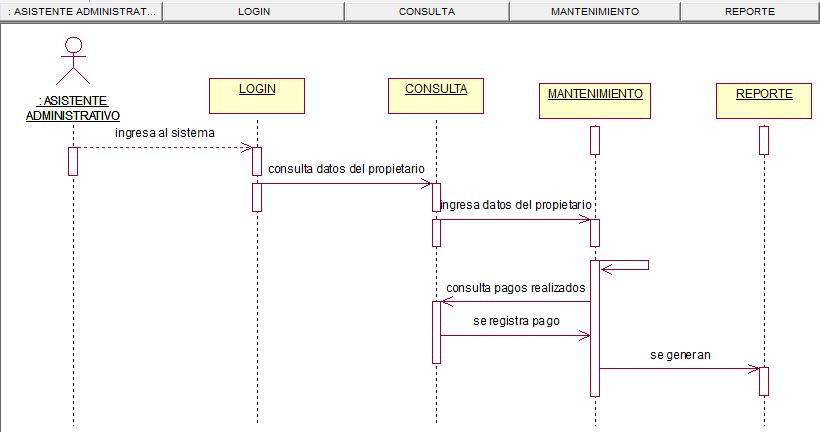 : ASISTENTE ADMINISTRAT... LOGIN CONSULTA MANTENIMIENTO REPORTE
: ASISTENTE
ADMINISTRATIVO
LOGIN
CONSULTA
MANTENIMIENTO
REPORTE
ingresa al sistema
consulta datos del propietario
ingresa datos del propietario
consulta pagos realizados
se registra pago
se generan